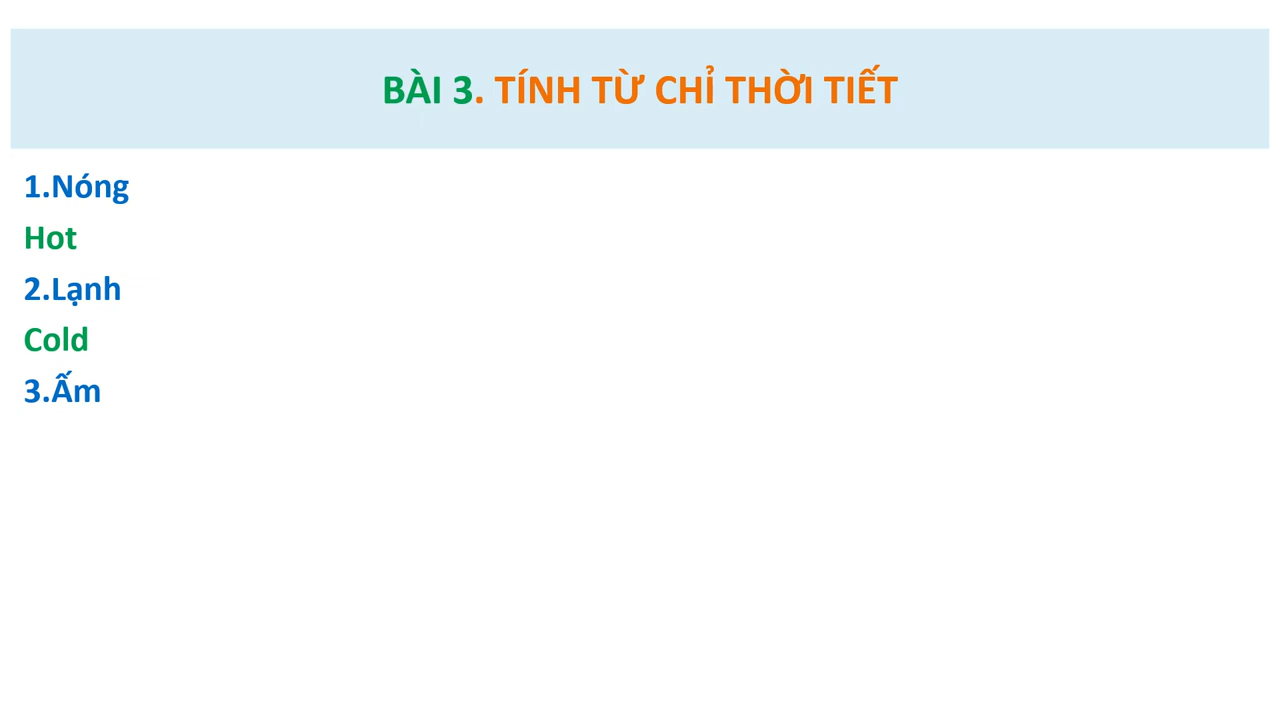 BÀI 3. TÍNH TỪ CHỈ THỜI TIẾT
1.Nóng
Hot
2.Lạnh
Cold
3.Ấm